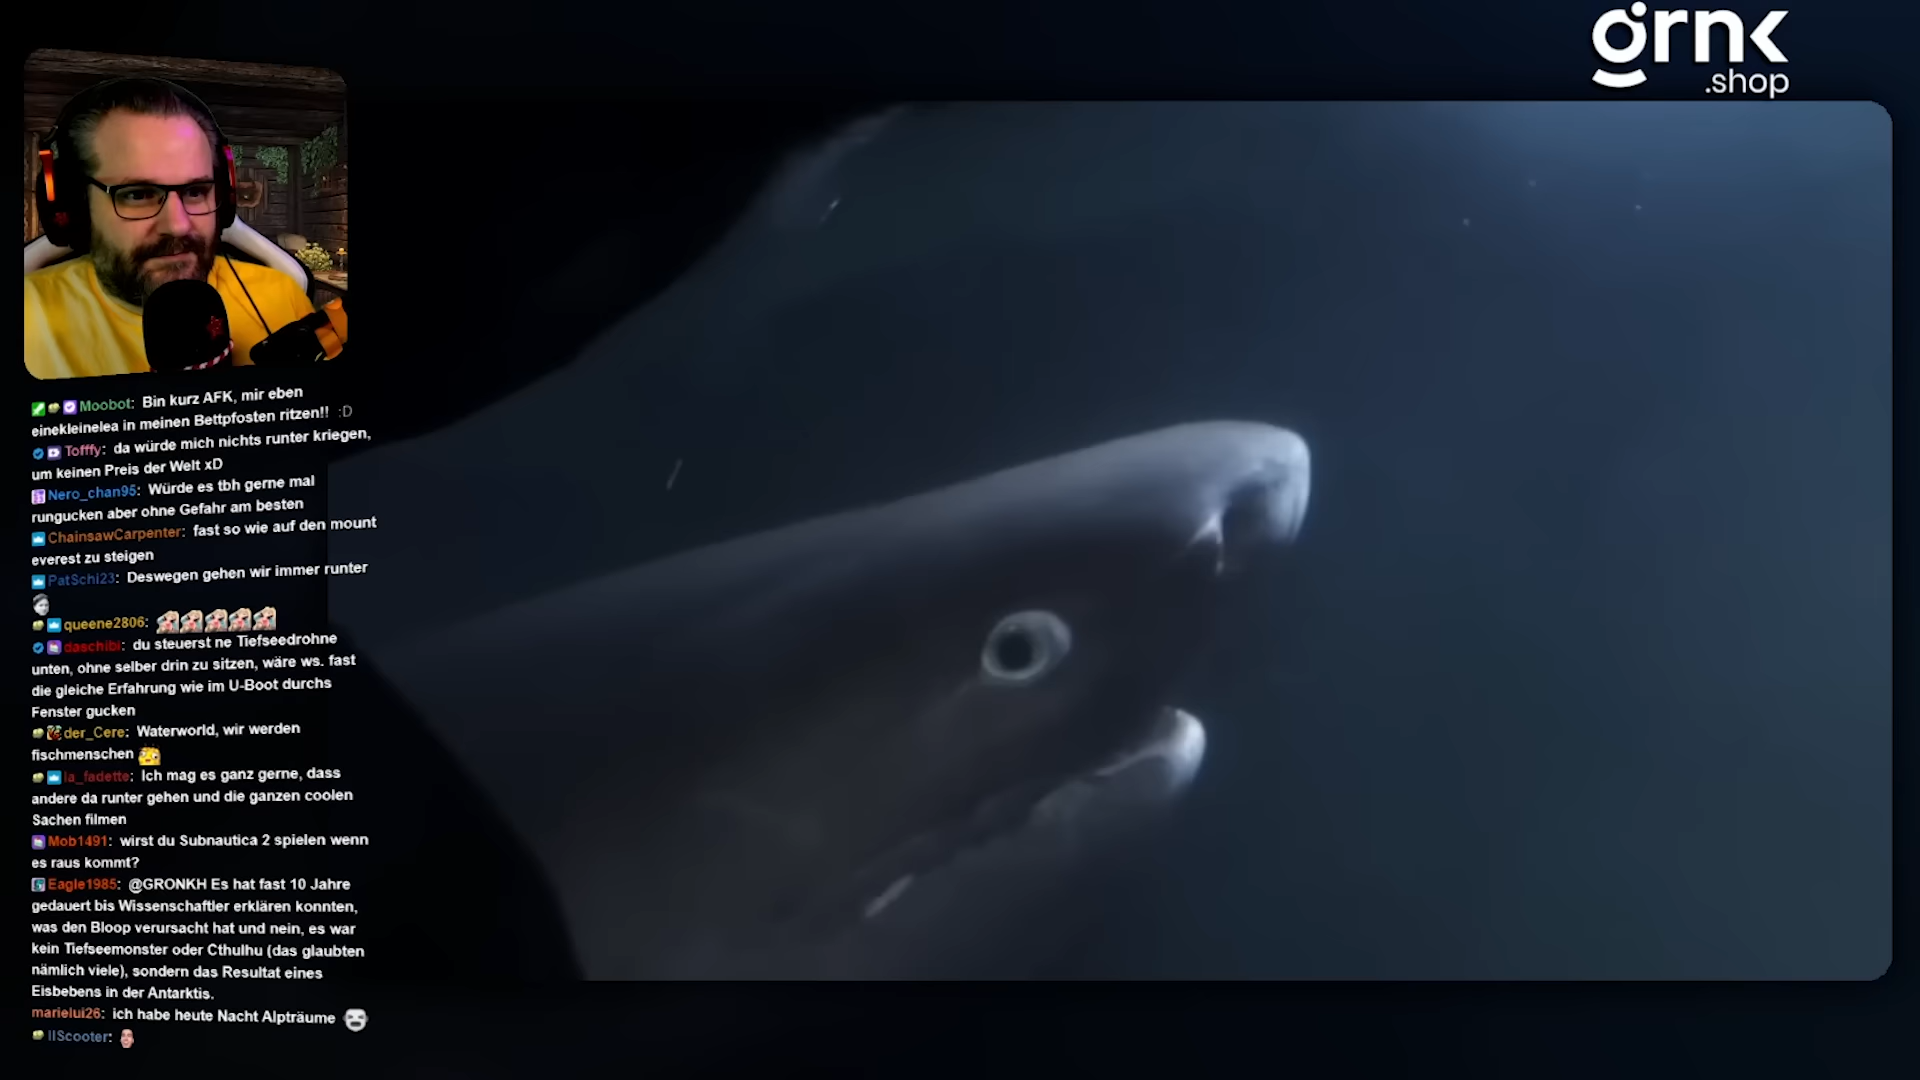 grnk
.shop
Moobot: Bin kurz AFK, mir eben
einekleinelea in meinen Bettpfosten ritzen!! :D
Tofffy: da würde mich nichts runter kriegen,
um keinen Preis der Welt xD
Nero_chan95: Würde es tbh gerne mal
rungucken aber ohne Gefahr am besten
ChainsawCarpenter: fast so wie auf den mount
everest zu steigen
PatSchi23: Deswegen gehen wir immer runter
queene2806:
daschibi: du steuerst ne Tiefseedrohne
unten, ohne selber drin zu sitzen, wäre ws. fast
die gleiche Erfahrung wie im U-Boot durchs
Fenster gucken
der_Cere: Waterworld, wir werden
fischmenschen
la_fadette: Ich mag es ganz gerne, dass
andere da runter gehen und die ganzen coolen
Sachen filmen
Mob1491: wirst du Subnautica 2 spielen wenn
es raus kommt?
Eagle1985: @GRONKH Es hat fast 10 Jahre
gedauert bis Wissenschaftler erklären konnten,
was den Bloop verursacht hat und nein, es war
kein Tiefseemonster oder Cthulhu (das glaubten
nämlich viele), sondern das Resultat eines
Eisbebens in der Antarktis.
marielui26: ich habe heute Nacht Alpträume
IIScooter: